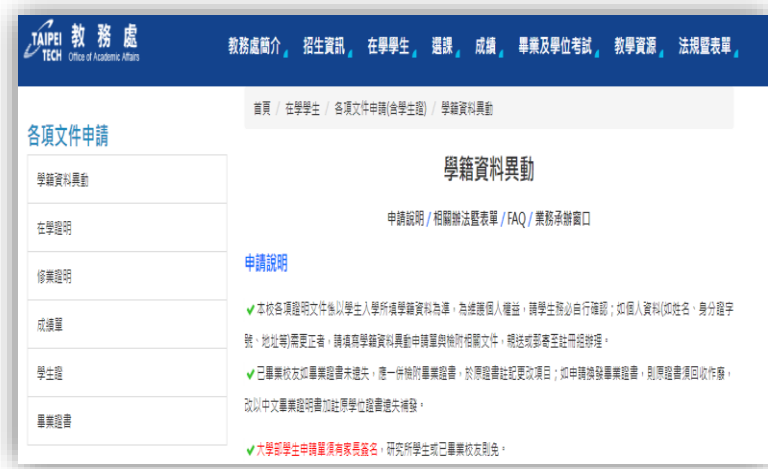 TAIPEI TECH 教務處 Office of Academic Affairs
教務處簡介 招生資訊 在學學生 選課 成績 畢業及學位考試 教學資源 法規暨表單
首頁 / 在學學生 / 各項文件申請(含學生證) / 學籍資料異動
各項文件申請
學籍資料異動
在學證明
修業證明
成績單
學生證
畢業證書
學籍資料異動
申請說明 / 相關辦法暨表單 / FAQ / 業務承辦窗口
申請說明
✓本校各項證明文件係以學生入學所填學籍資料為準，為維護個人權益，請學生務必自行確認；如個人資料(如姓名、身分證字
號、地址等)需更正者，請填寫學籍資料異動申請單與檢附相關文件，親送或郵寄至註冊組辦理。
✓已畢業校友如畢業證書未遺失，應一併檢附畢業證書，於原證書註記更改項目；如申請換發畢業證書，則原證書須回收作廢，
改以中文畢業證明書加註原學位證書遺失補發。
✓大學部學生申請單須有家長簽名，研究所學生或已畢業校友則免。